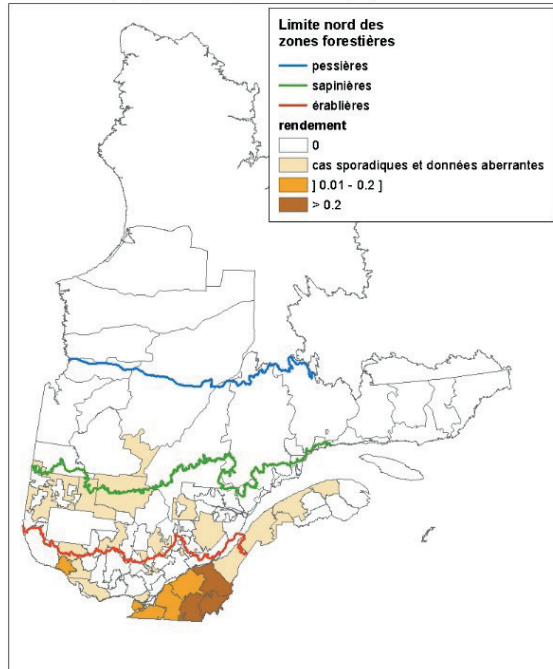 Limite nord des
zones forestières
pessières
sapinières
érablières
rendement
0
cas sporadiques et données aberrantes
] 0.01 - 0.2 ]
> 0.2